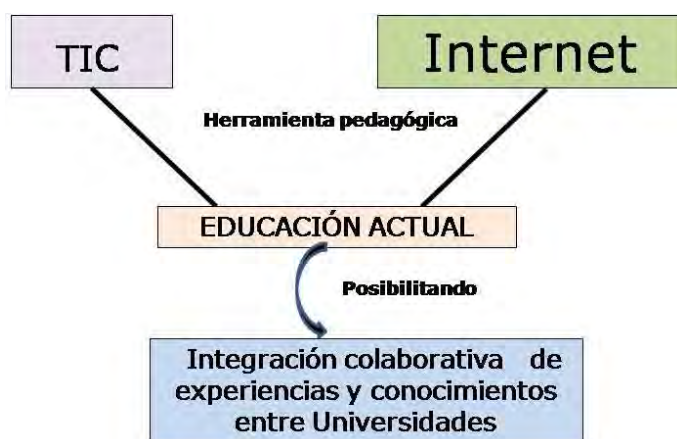 TIC
Internet
Herramienta pedagógica
EDUCACIÓN ACTUAL
Posibilitando
Integración colaborativa de
experiencias y conocimientos
entre Universidades